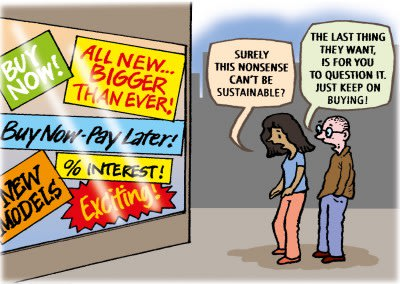 BUY
NOW!
ALL NEW...
BIGGER
THAN EVER!
Buy Now-Pay Later!
% INTEREST!
NEW
MODELS
Exciting!
SURELY
THIS NONSENSE
CAN'T BE
SUSTAINABLE?
THE LAST THING
THEY WANT,
IS FOR YOU
TO QUESTION IT.
JUST KEEP ON
BUYING!